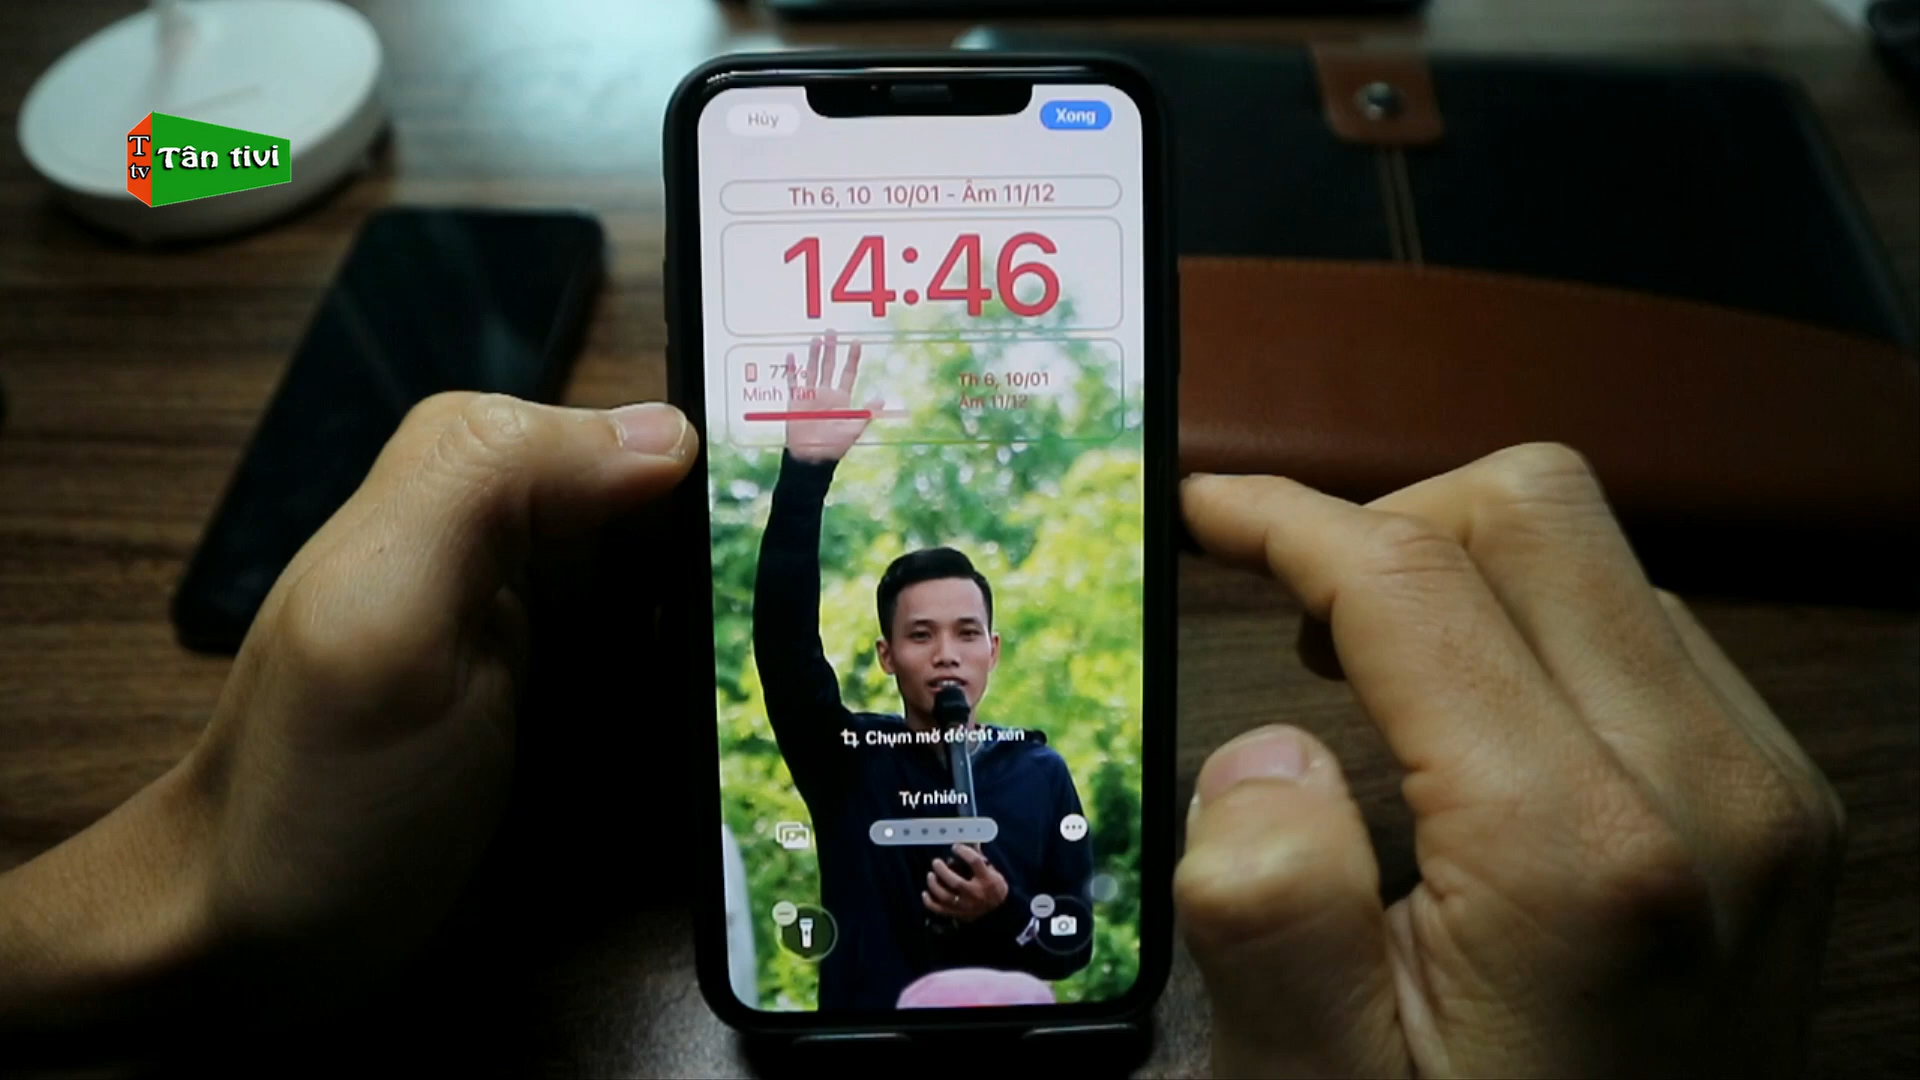 T
tv
Tân tivi
Hủy
Xong
Th 6, 10 10/01 - Âm 11/12
14:46
77%
Minh Tân
Th 6, 10/01
Âm 11/12
Chụm mở để cắt xén
Tự nhiên